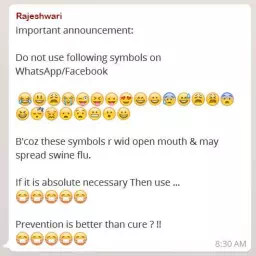 Rajeshwari
Important announcement:
Do not use following symbols on
WhatsApp/Facebook
B'coz these symbols r wid open mouth & may
spread swine flu.
If it is absolute necessary Then use ...
Prevention is better than cure ? !!
8:30 AM